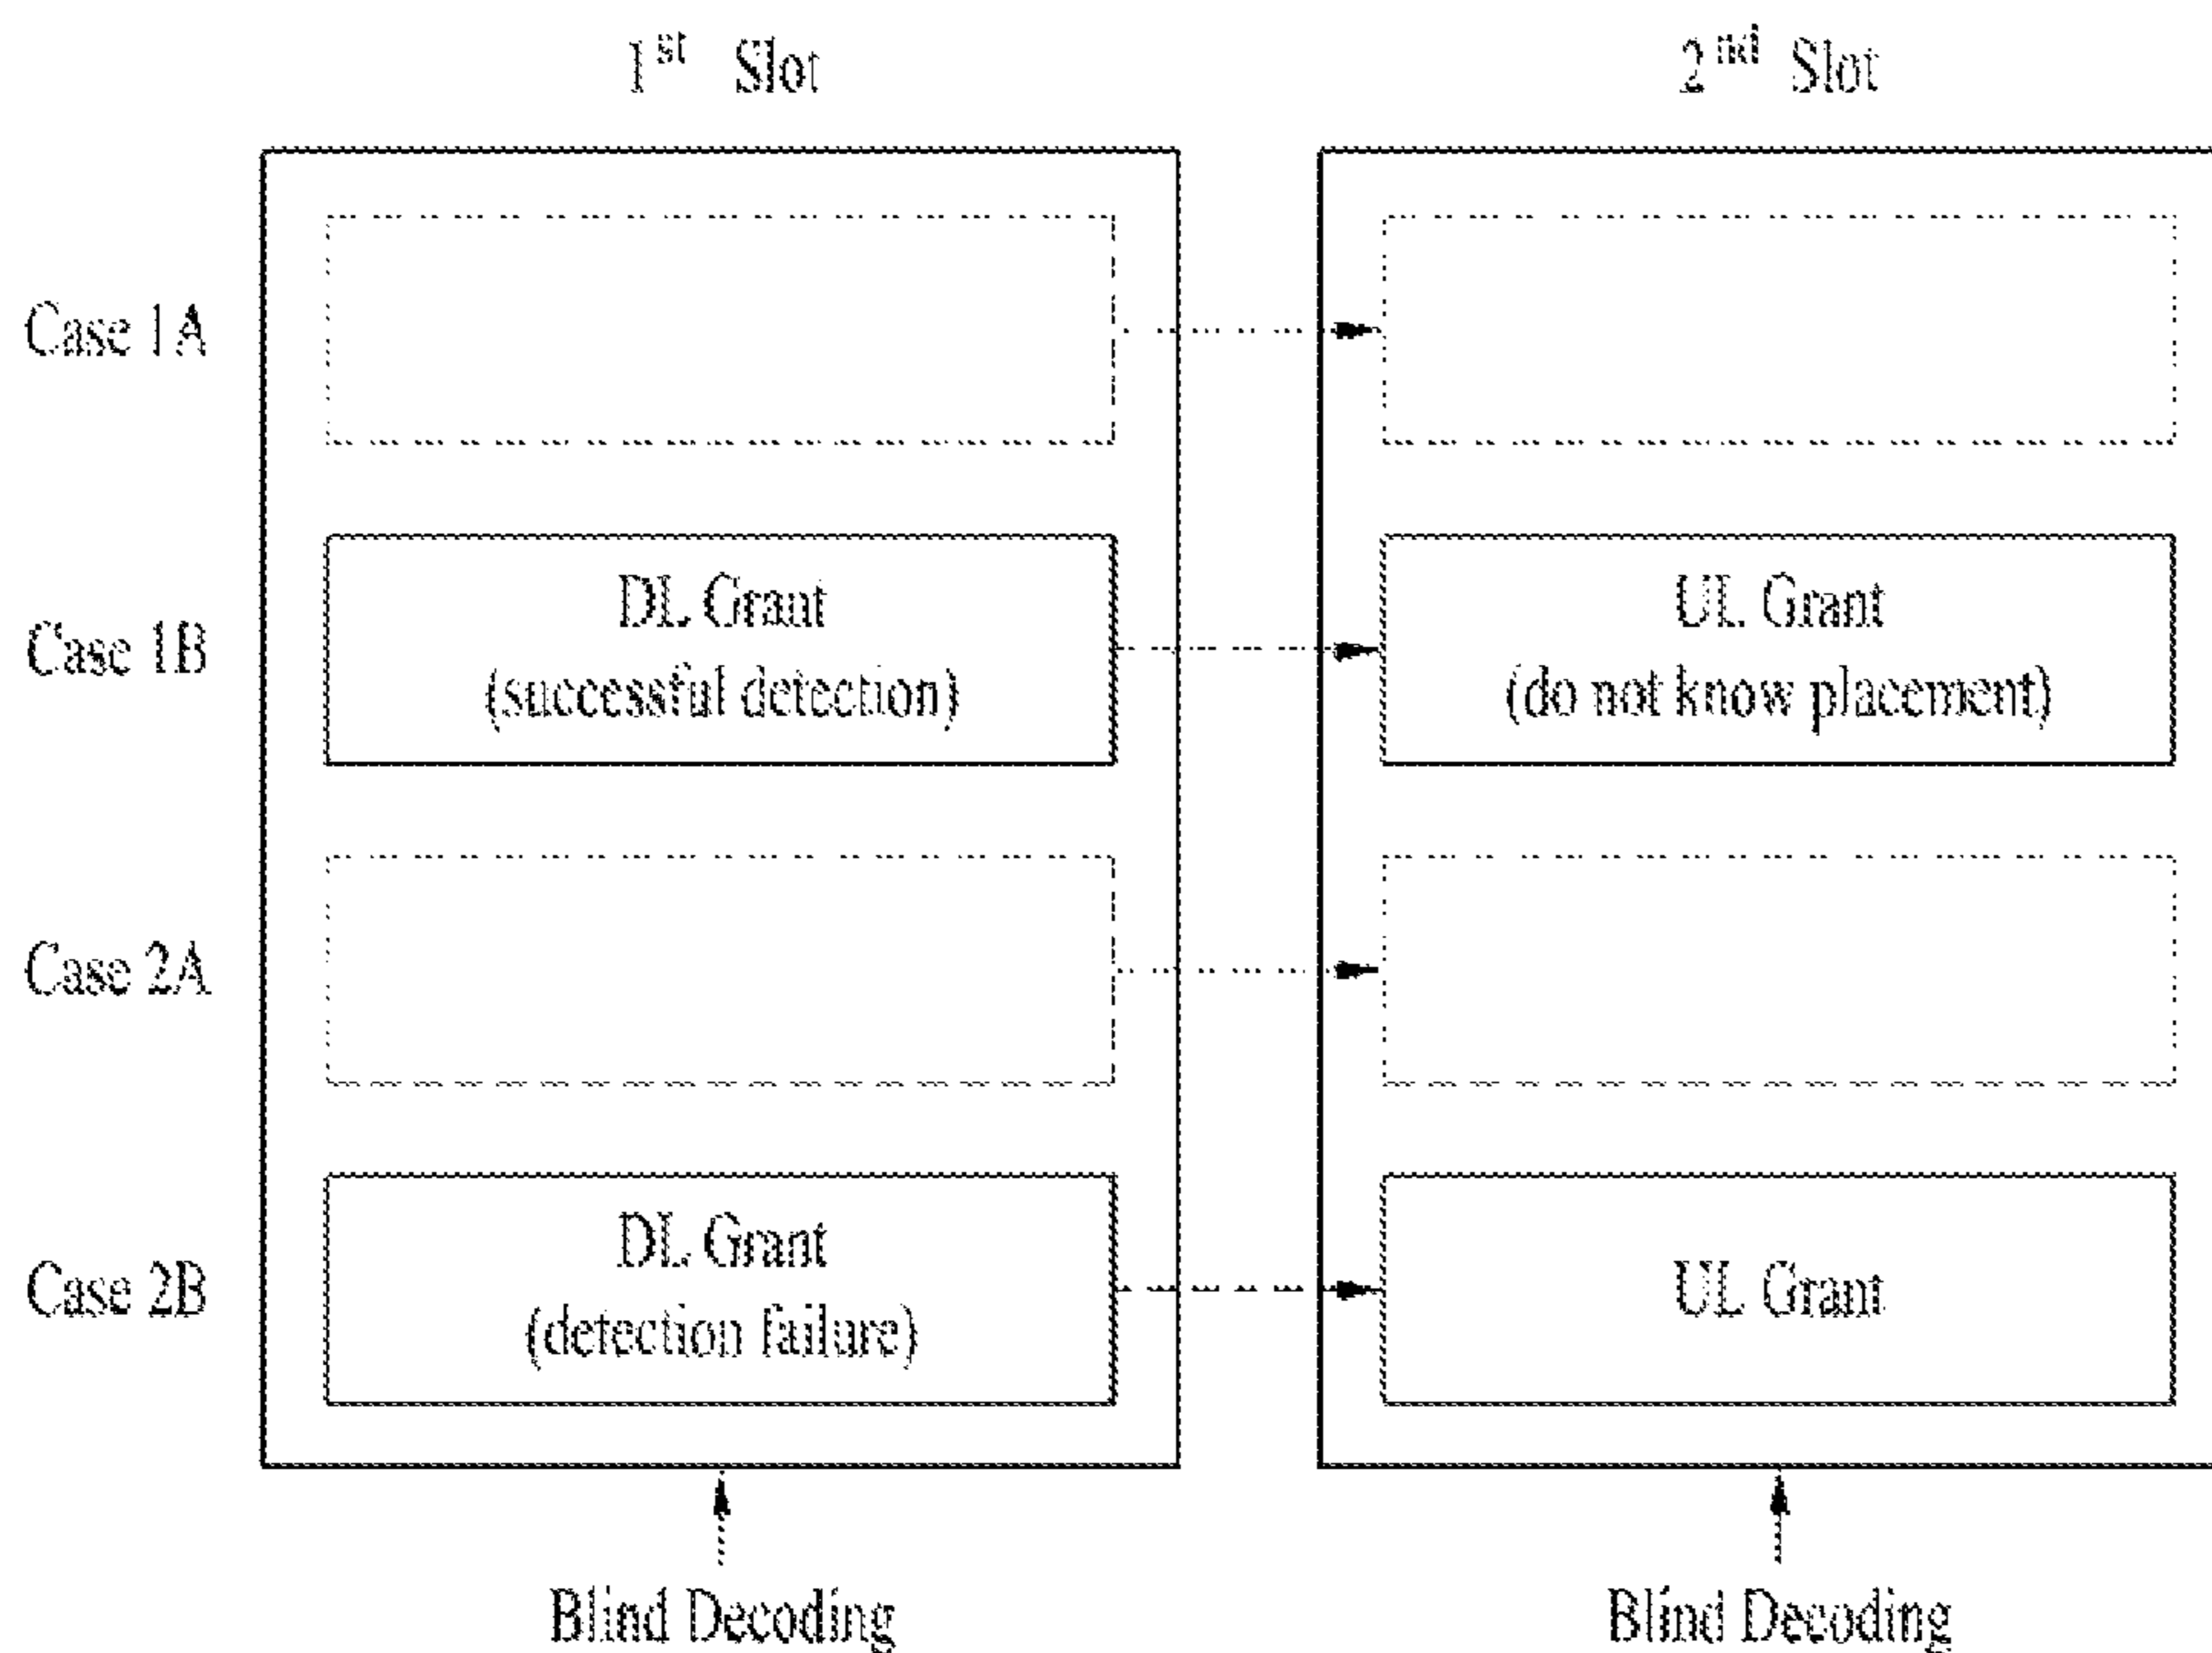 1st Slot
2nd Slot
Case 1A
Case 1B
DL Grant
(successful detection)
UL Grant
(do not know placement)
Case 2A
Case 2B
DL Grant
(detection failure)
UL Grant
Blind Decoding
Blind Decoding